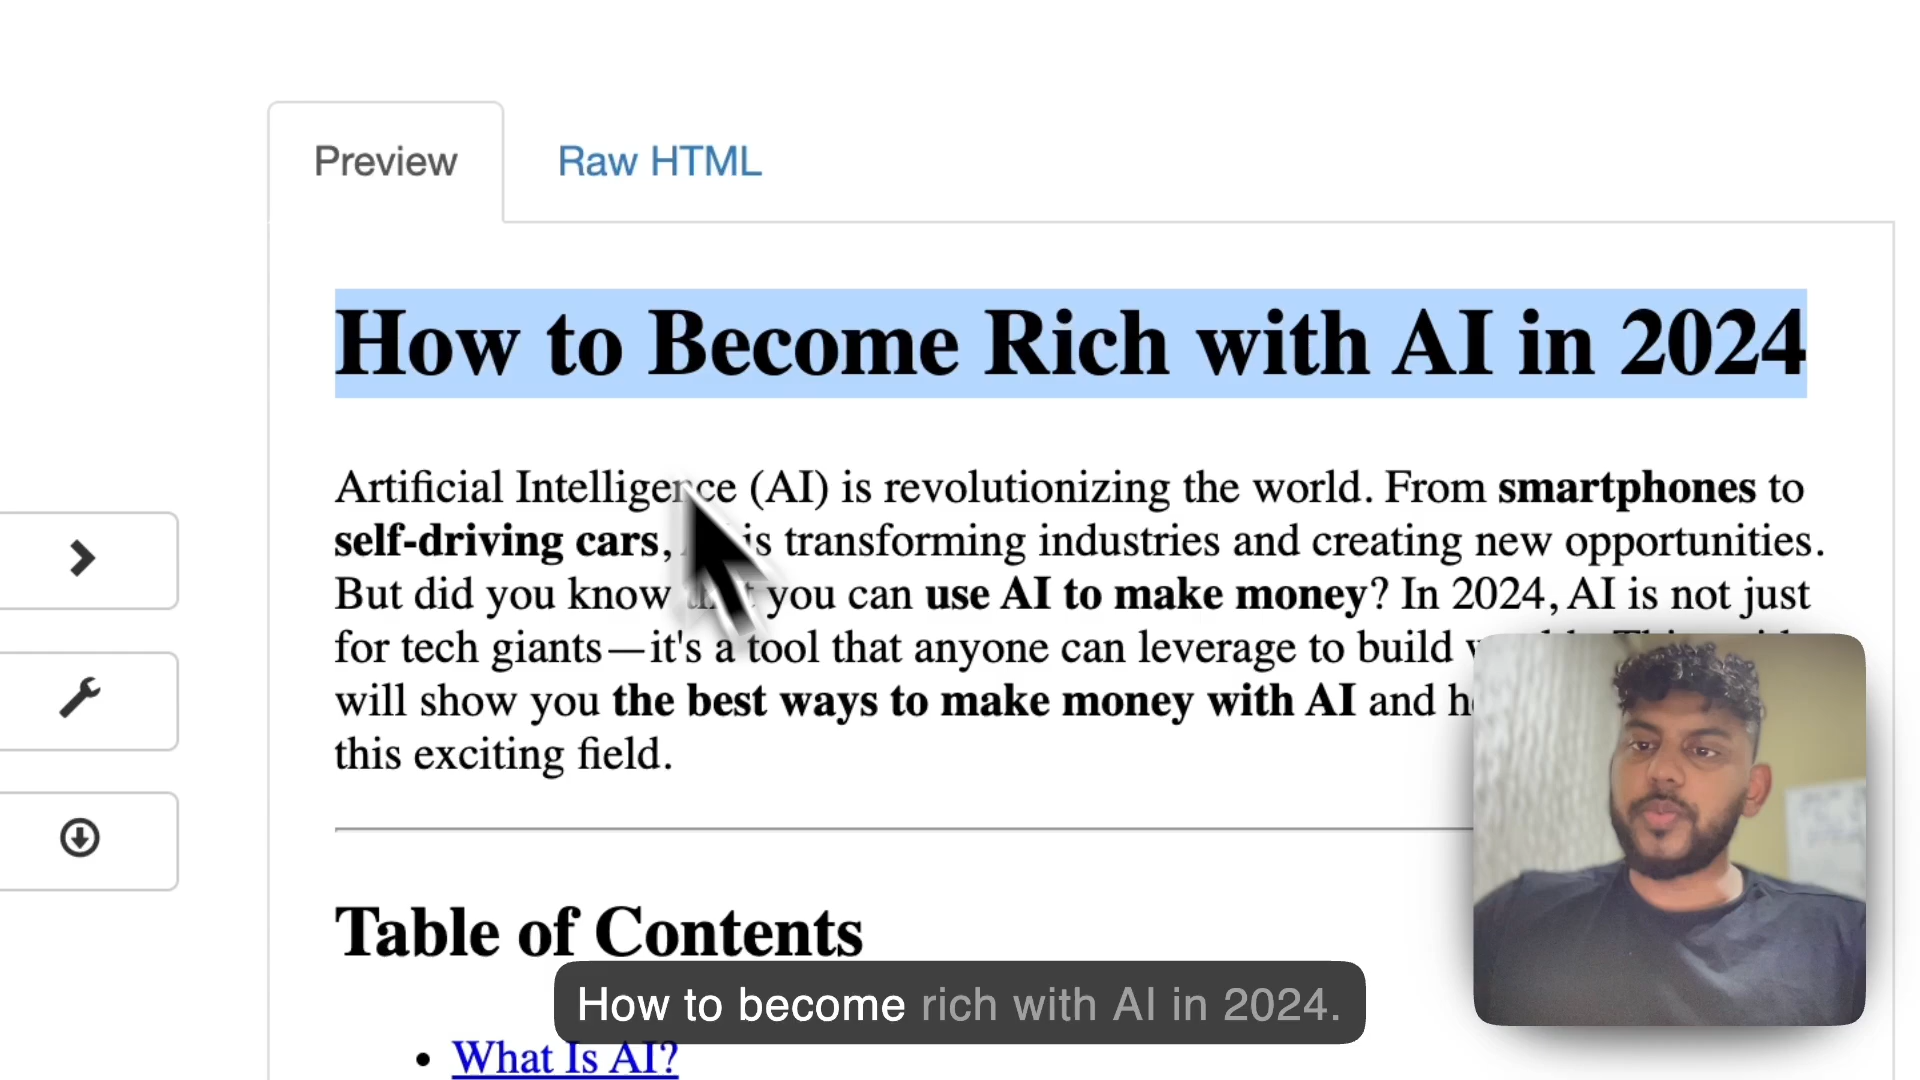 Preview
Raw HTML
How to Become Rich with AI in 2024
Artificial Intelligence (AI) is revolutionizing the world. From smartphones to
self-driving cars, is transforming industries and creating new opportunities.
But did you know you can use AI to make money? In 2024, AI is not just
for tech giants—it's a tool that anyone can leverage to build
will show you the best ways to make money with AI and
this exciting field.
Table of Contents
How to become rich with AI in 2024.
• What Is AI?